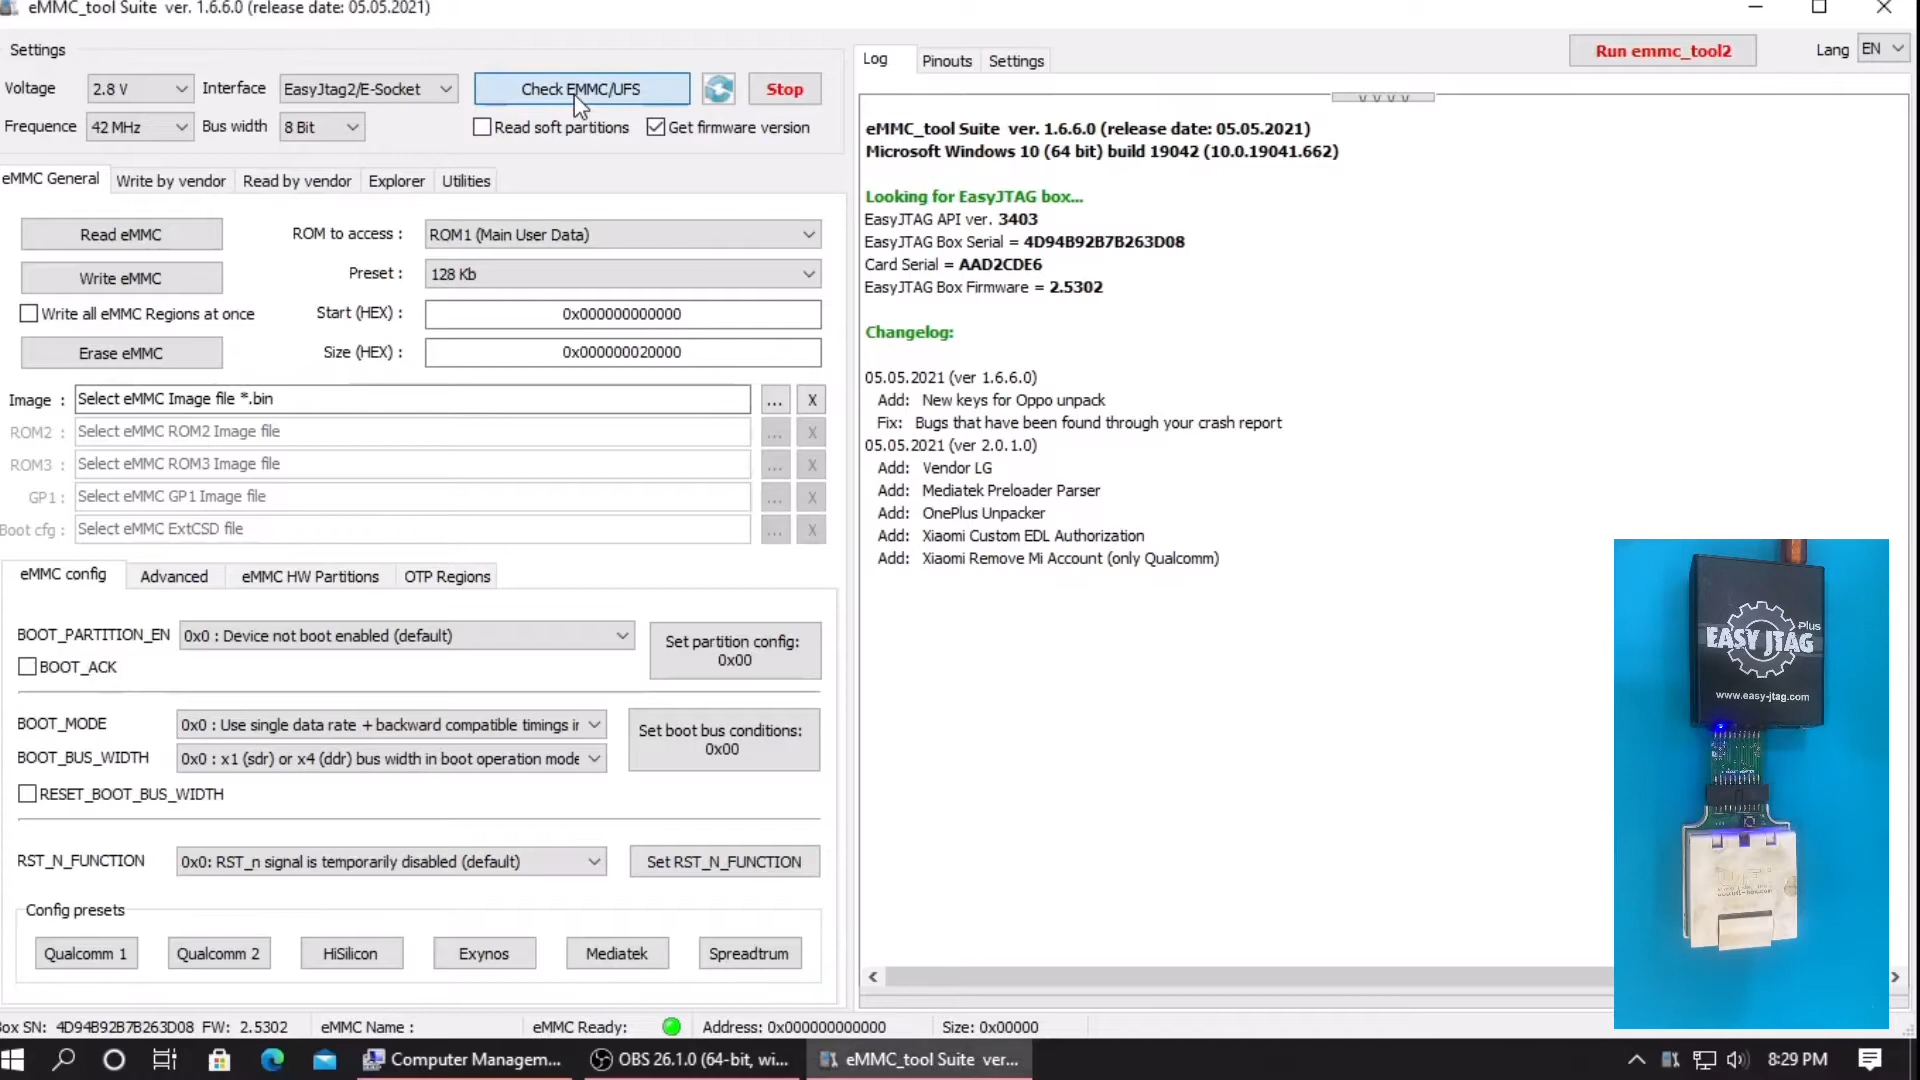 eMMC_tool Suite ver. 1.6.6.0 (release date: 05.05.2021)
Settings
Voltage 2.8 V Interface EasyJtag2/E-Socket Check EMMC/UFS Stop
Frequence 42 MHz Bus width 8 Bit Read soft partitions Get firmware version
eMMC General Write by vendor Read by vendor Explorer Utilities
Read eMMC ROM to access : ROM1 (Main User Data)
Write eMMC Preset : 128 Kb
Write all eMMC Regions at once Start (HEX) : 0x000000000000
Erase eMMC Size (HEX) : 0x000000020000
Image : Select eMMC Image file *.bin ... X
ROM2 : Select eMMC ROM2 Image file ... X
ROM3 : Select eMMC ROM3 Image file ... X
GP1 : Select eMMC GP1 Image file ... X
Boot cfg : Select eMMC ExtCSD file ... X
eMMC config Advanced eMMC HW Partitions OTP Regions
BOOT_PARTITION_EN 0x0 : Device not boot enabled (default) Set partition config:
0x00
BOOT_ACK
BOOT_MODE 0x0 : Use single data rate + backward compatible timings ir Set boot bus conditions:
0x00
BOOT_BUS_WIDTH 0x0 : x1 (sdr) or x4 (ddr) bus width in boot operation mode
RESET_BOOT_BUS_WIDTH
RST_N_FUNCTION 0x0: RST_n signal is temporarily disabled (default) Set RST_N_FUNCTION
Config presets
Qualcomm 1 Qualcomm 2 HiSilicon Exynos Mediatek Spreadtrum
Log Pinouts Settings Run emmc_tool2 Lang EN
eMMC_tool Suite ver. 1.6.6.0 (release date: 05.05.2021)
Microsoft Windows 10 (64 bit) build 19042 (10.0.19041.662)
Looking for EasyJTAG box...
EasyJTAG API ver. 3403
EasyJTAG Box Serial = 4D94B92B7B263D08
Card Serial = AAD2CDE6
EasyJTAG Box Firmware = 2.5302
Changelog:
05.05.2021 (ver 1.6.6.0)
Add: New keys for Oppo unpack
Fix: Bugs that have been found through your crash report
05.05.2021 (ver 2.0.1.0)
Add: Vendor LG
Add: Mediatek Preloader Parser
Add: OnePlus Unpacker
Add: Xiaomi Custom EDL Authorization
Add: Xiaomi Remove Mi Account (only Qualcomm)
Plus
EASY JTAG
www.easy-jtag.com
Box SN: 4D94B92B7B263D08 FW: 2.5302 eMMC Name : eMMC Ready: Address: 0x000000000000 Size: 0x00000
Computer Managem... OBS 26.1.0 (64-bit, wi... eMMC_tool Suite ver... 8:29 PM